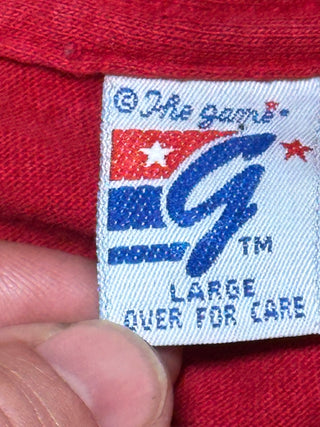 © The game.
G TM
LARGE
OVER FOR CARE